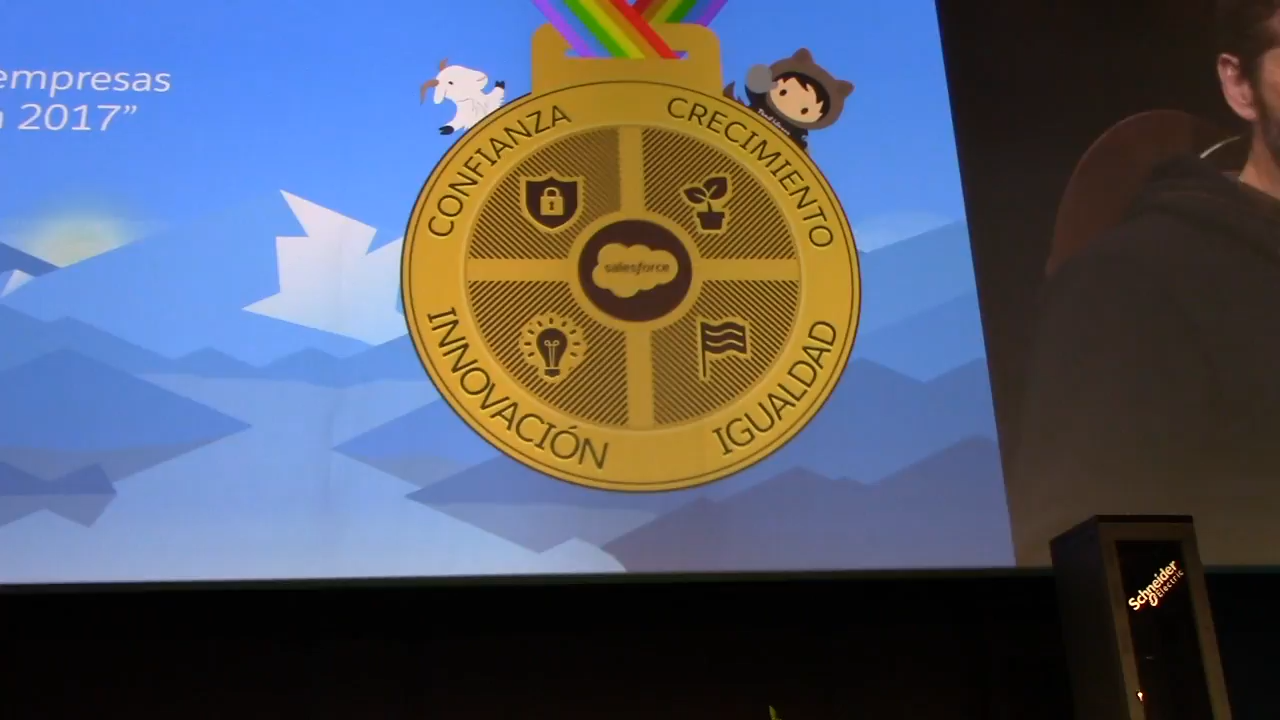 empresas
2017”
CONFIANZA
CRECIMIENTO
salesforce
INNOVACIÓN
IGUALDAD
Schneider
Electric